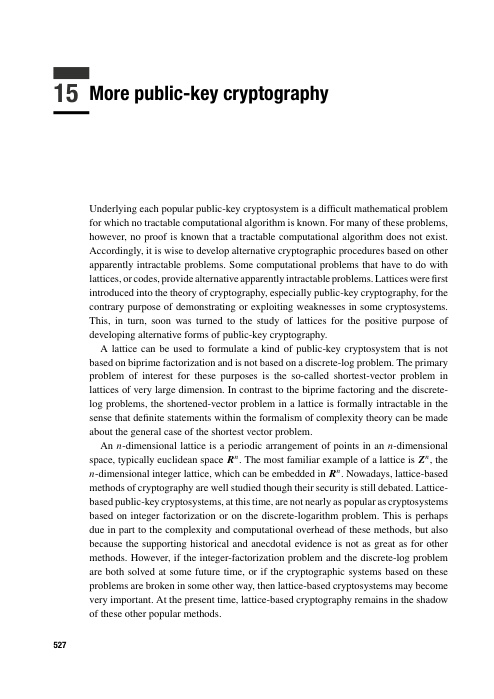 15 More public-key cryptography
Underlying each popular public-key cryptosystem is a difficult mathematical problem
for which no tractable computational algorithm is known. For many of these problems,
however, no proof is known that a tractable computational algorithm does not exist.
Accordingly, it is wise to develop alternative cryptographic procedures based on other
apparently intractable problems. Some computational problems that have to do with
lattices, or codes, provide alternative apparently intractable problems. Lattices were first
introduced into the theory of cryptography, especially public-key cryptography, for the
contrary purpose of demonstrating or exploiting weaknesses in some cryptosystems.
This, in turn, soon was turned to the study of lattices for the positive purpose of
developing alternative forms of public-key cryptography.
A lattice can be used to formulate a kind of public-key cryptosystem that is not
based on biprime factorization and is not based on a discrete-log problem. The primary
problem of interest for these purposes is the so-called shortest-vector problem in
lattices of very large dimension. In contrast to the biprime factoring and the discrete-
log problems, the shortened-vector problem in a lattice is formally intractable in the
sense that definite statements within the formalism of complexity theory can be made
about the general case of the shortest vector problem.
An n-dimensional lattice is a periodic arrangement of points in an n-dimensional
space, typically euclidean space Rⁿ. The most familiar example of a lattice is Zⁿ, the
n-dimensional integer lattice, which can be embedded in Rⁿ. Nowadays, lattice-based
methods of cryptography are well studied though their security is still debated. Lattice-
based public-key cryptosystems, at this time, are not nearly as popular as cryptosystems
based on integer factorization or on the discrete-logarithm problem. This is perhaps
due in part to the complexity and computational overhead of these methods, but also
because the supporting historical and anecdotal evidence is not as great as for other
methods. However, if the integer-factorization problem and the discrete-log problem
are both solved at some future time, or if the cryptographic systems based on these
problems are broken in some other way, then lattice-based cryptosystems may become
very important. At the present time, lattice-based cryptography remains in the shadow
of these other popular methods.
527